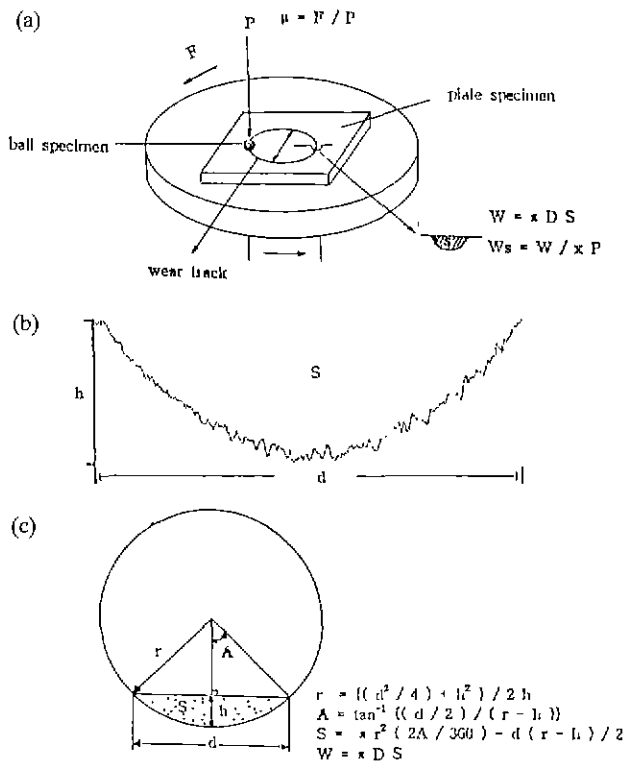 (a)
P
μ = F / P
F
plate specimen
ball specimen
W = π D S
Ws = W / x P
S
wear track
(b)
S
h
d
(c)
r
A
S
h
d
r = {( d² / 4 ) + h² } / 2 h
A = tan⁻¹ {( d / 2 ) / ( r - h )}
S = π r² ( 2A / 360 ) - d ( r - h ) / 2
W = π D S